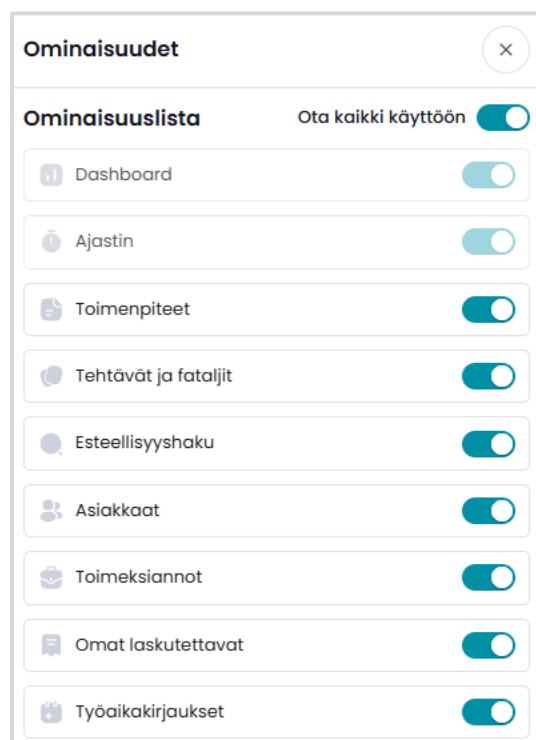 Ominaisuudet
Ominaisuuslista Ota kaikki käyttöön
Dashboard
Ajastin
Toimenpiteet
Tehtävät ja fataljit
Esteellisyyshaku
Asiakkaat
Toimeksiannot
Omat laskutettavat
Työaikakirjaukset